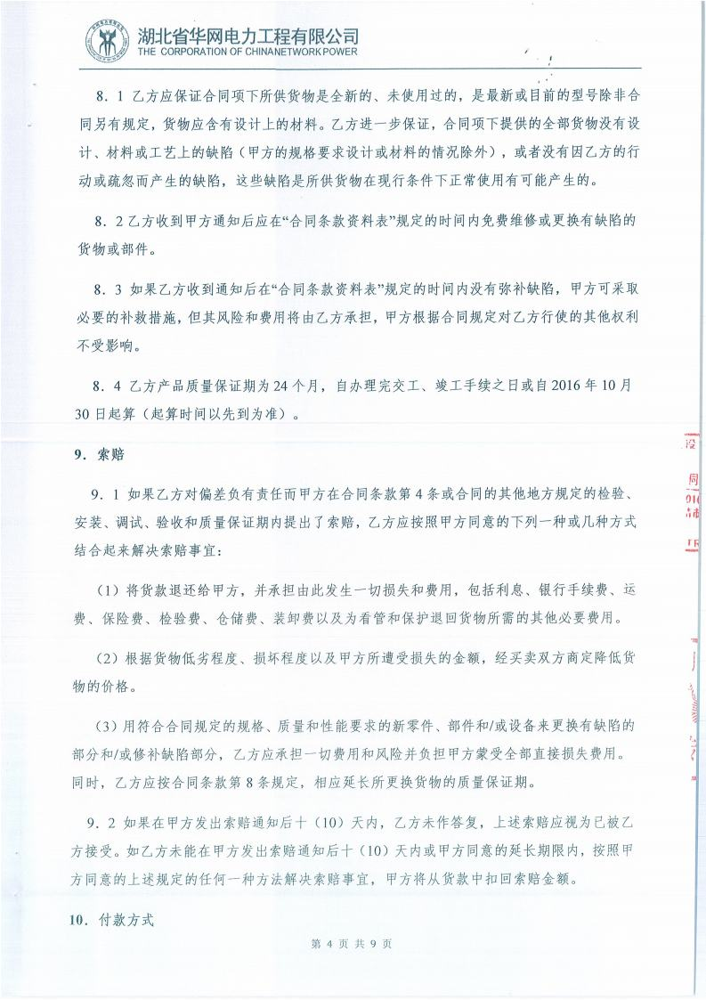 湖北省华网电力工程有限公司
THE CORPORATION OF CHINANETWORKPOWER
8．1 乙方应保证合同项下所供货物是全新的、未使用过的，是最新或目前的型号除非合
同另有规定，货物应含有设计上的材料。乙方进一步保证，合同项下提供的全部货物没有设
计、材料或工艺上的缺陷（甲方的规格要求设计或材料的情况除外），或者没有因乙方的行
动或疏忽而产生的缺陷，这些缺陷是所供货物在现行条件下正常使用有可能产生的。
8．2 乙方收到甲方通知后应在“合同条款资料表”规定的时间内免费维修或更换有缺陷的
货物或部件。
8．3 如果乙方收到通知后在“合同条款资料表”规定的时间内没有弥补缺陷，甲方可采取
必要的补救措施，但其风险和费用将由乙方承担，甲方根据合同规定对乙方行使的其他权利
不受影响。
8．4 乙方产品质量保证期为 24 个月，自办理完交工、竣工手续之日或自 2016 年 10 月
30 日起算（起算时间以先到为准）。
9．索赔
9．1 如果乙方对偏差负有责任而甲方在合同条款第 4 条或合同的其他地方规定的检验、
安装、调试、验收和质量保证期内提出了索赔，乙方应按照甲方同意的下列一种或几种方式
结合起来解决索赔事宜：
（1）将货款退还给甲方，并承担由此发生一切损失和费用，包括利息、银行手续费、运
费、保险费、检验费、仓储费、装卸费以及为看管和保护退回货物所需的其他必要费用。
（2）根据货物低劣程度、损坏程度以及甲方所遭受损失的金额，经买卖双方商定降低货
物的价格。
（3）用符合合同规定的规格、质量和性能要求的新零件、部件和/或设备来更换有缺陷的
部分和/或修补缺陷部分，乙方应承担一切费用和风险并负担甲方蒙受全部直接损失费用。
同时，乙方应按合同条款第 8 条规定，相应延长所更换货物的质量保证期。
9．2 如果在甲方发出索赔通知后十（10）天内，乙方未作答复，上述索赔应视为已被乙
方接受。如乙方未能在甲方发出索赔通知后十（10）天内或甲方同意的延长期限内，按照甲
方同意的上述规定的任何一种方法解决索赔事宜，甲方将从货款中扣回索赔金额。
10．付款方式
第 4 页 共 9 页